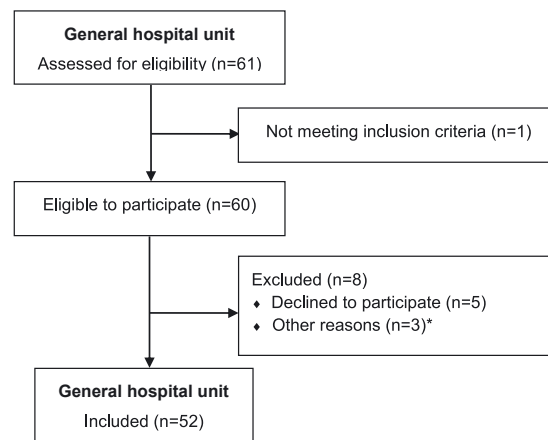 General hospital unit
Assessed for eligibility (n=61)
Not meeting inclusion criteria (n=1)
Eligible to participate (n=60)
Excluded (n=8)
♦ Declined to participate (n=5)
♦ Other reasons (n=3)*
General hospital unit
Included (n=52)